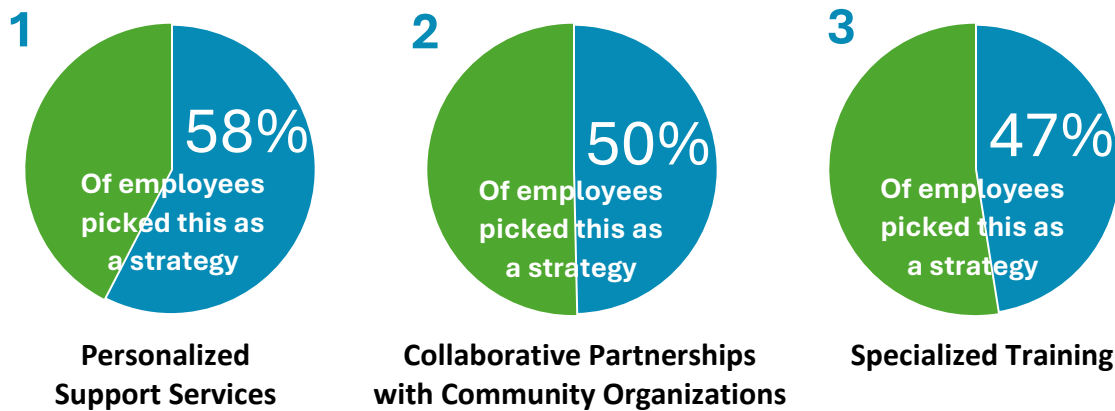 1
58%
Of employees
picked this as
a strategy
Personalized
Support Services
2
50%
Of employees
picked this as
a strategy
Collaborative Partnerships
with Community Organizations
3
47%
Of employees
picked this as
a strategy
Specialized Training